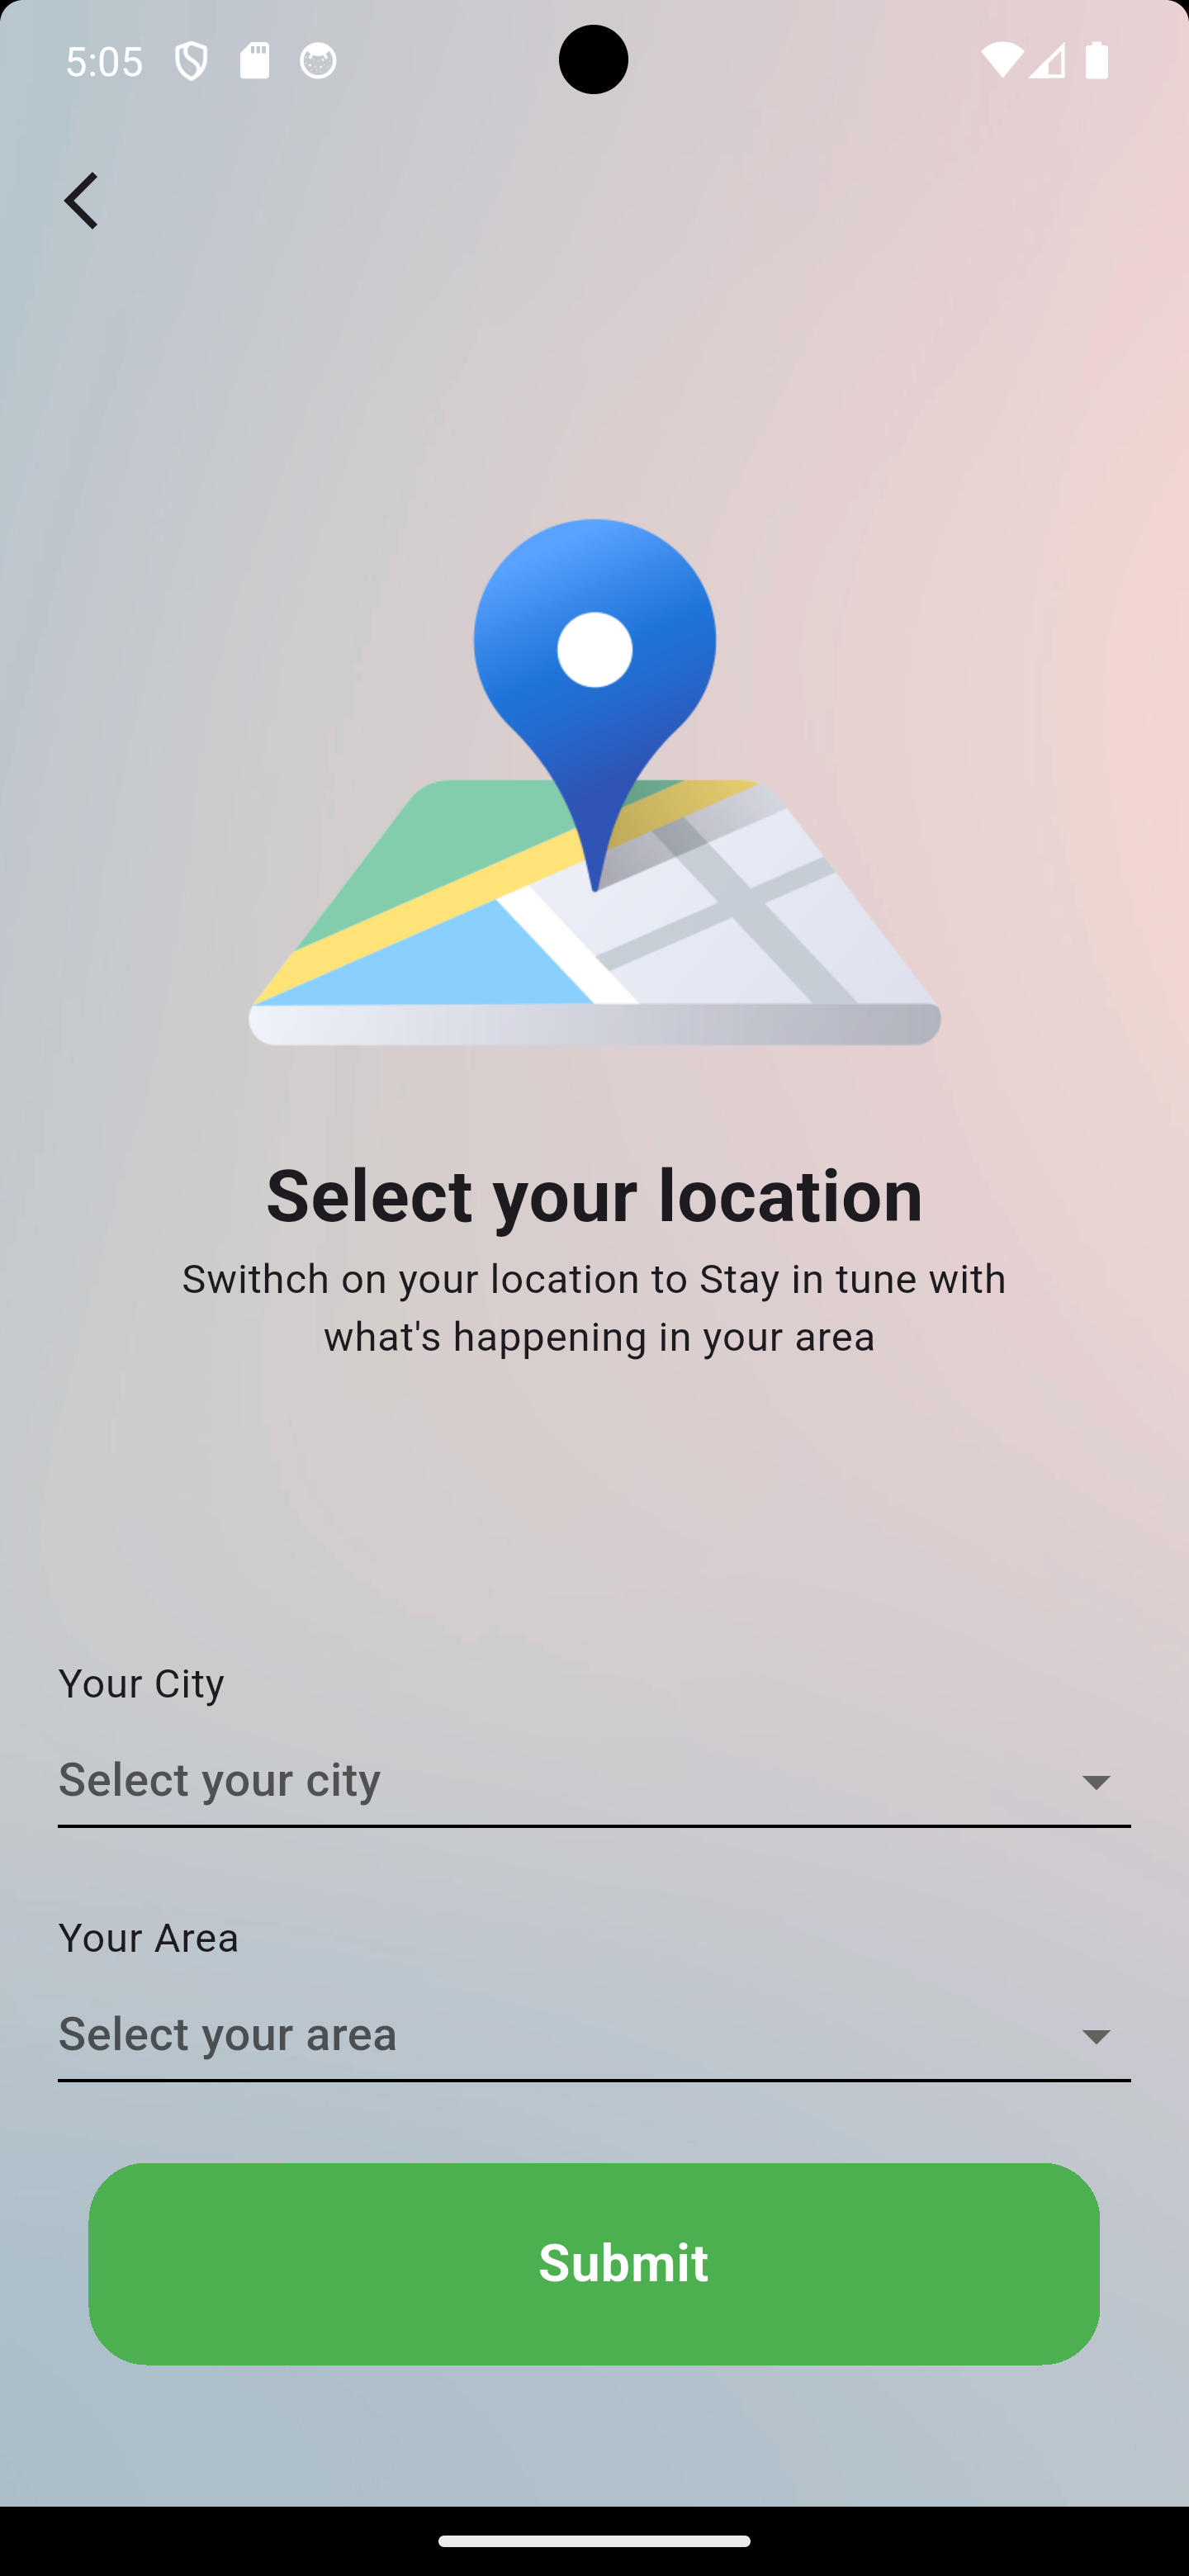 5:05
Select your location
Swithch on your location to Stay in tune with
what's happening in your area
Your City
Select your city
Your Area
Select your area
Submit